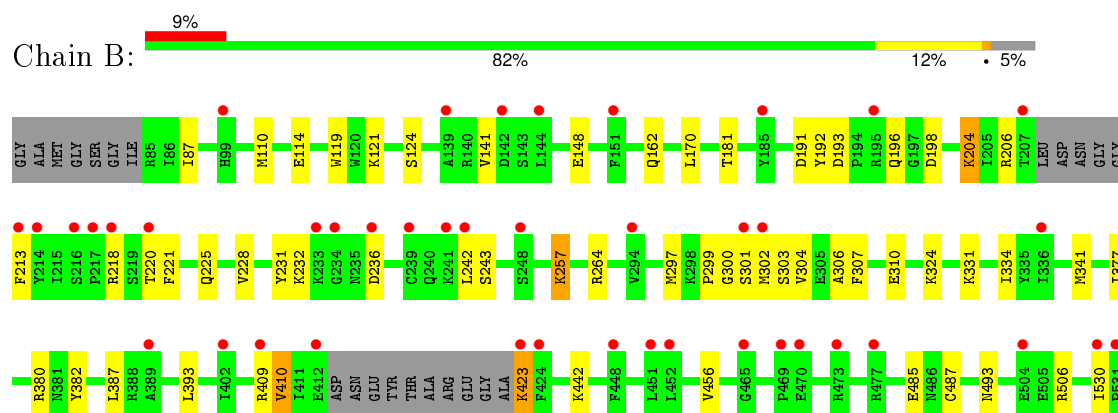 9%
Chain B:
82% 12% • 5%
GLY ALA MET GLY SER GLY ILE R85 I86 I87 H99 M110 E114 W119 W120 K121 S124 A139 R140 V141 D142 S143 L144 E148 F151 Q162 L170 T181 Y185 D191 Y192 D193 P194 R195 Q196 G197 D198 K204 I205 R206 T207 LEU ASP ASN GLY GLY
F213 Y214 I215 S216 P217 R218 S219 T220 F221 Q225 V228 Y231 K232 K233 G234 N235 D236 C239 Q240 K241 L242 S243 S248 K257 R264 V294 M297 K298 P299 G300 S301 M302 S303 V304 E305 A306 F307 E310 K324 K331 I334 Y335 I336 M341 I377
R380 N381 Y382 L387 R388 A389 L393 I402 R409 V410 I411 E412 ASP ASN GLU TYR THR ALA ARG GLU GLY ALA K423 F424 K442 F448 L451 L452 V456 G465 P469 E470 R473 R477 E485 N486 C487 N493 E504 E505 R506 I530